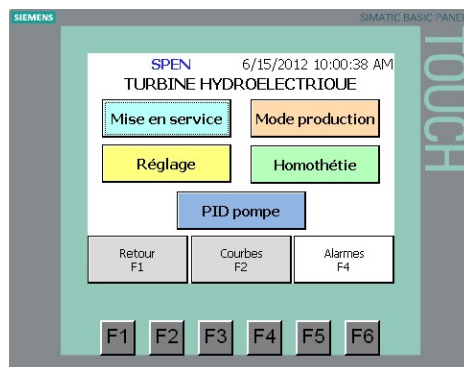 SIEMENS
SIMATIC BASIC PANEL
TOUCH
SPEN 6/15/2012 10:00:38 AM
TURBINE HYDROELECTRIQUE
Mise en service Mode production
Réglage Homothétie
PID pompe
Retour Courbes Alarmes
F1 F2 F4
F1 F2 F3 F4 F5 F6